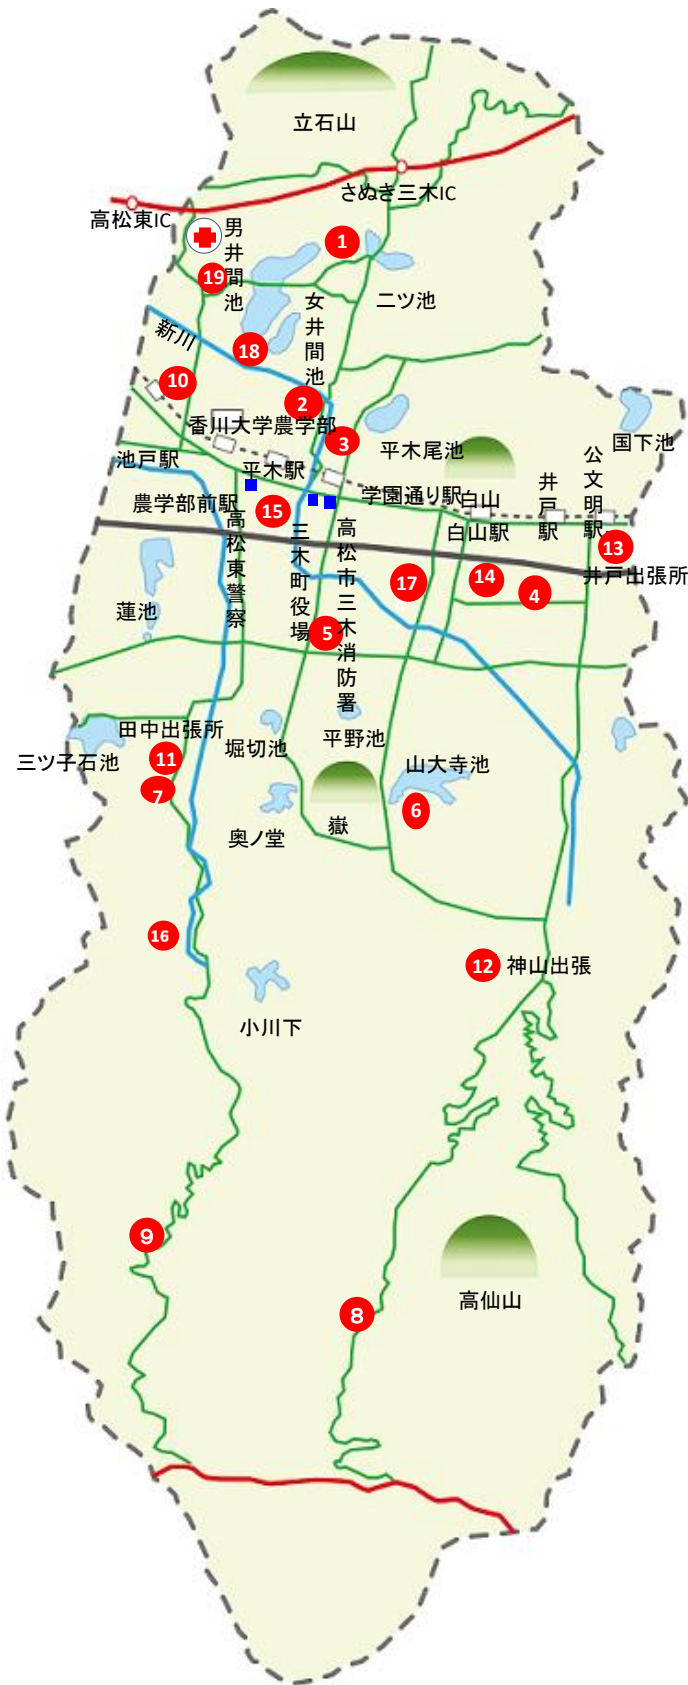 立石山
さぬき三木IC
高松東IC
男井間池
1
19
二ツ池
女井間池
新川
18
10
2
香川大学農学部
3
平木尾池
国下池
池戸駅
平木駅
公文明駅
井戸駅
学園通り駅
白山
農学部前駅
15
白山駅
高松東警察
三木町役場
高松市三木消防署
13
井戸出張所
17
14
4
蓮池
5
田中出張所
堀切池
平野池
三ツ子石池
11
山大寺池
7
6
奥ノ堂
嶽
16
12
神山出張
小川下
9
高仙山
8